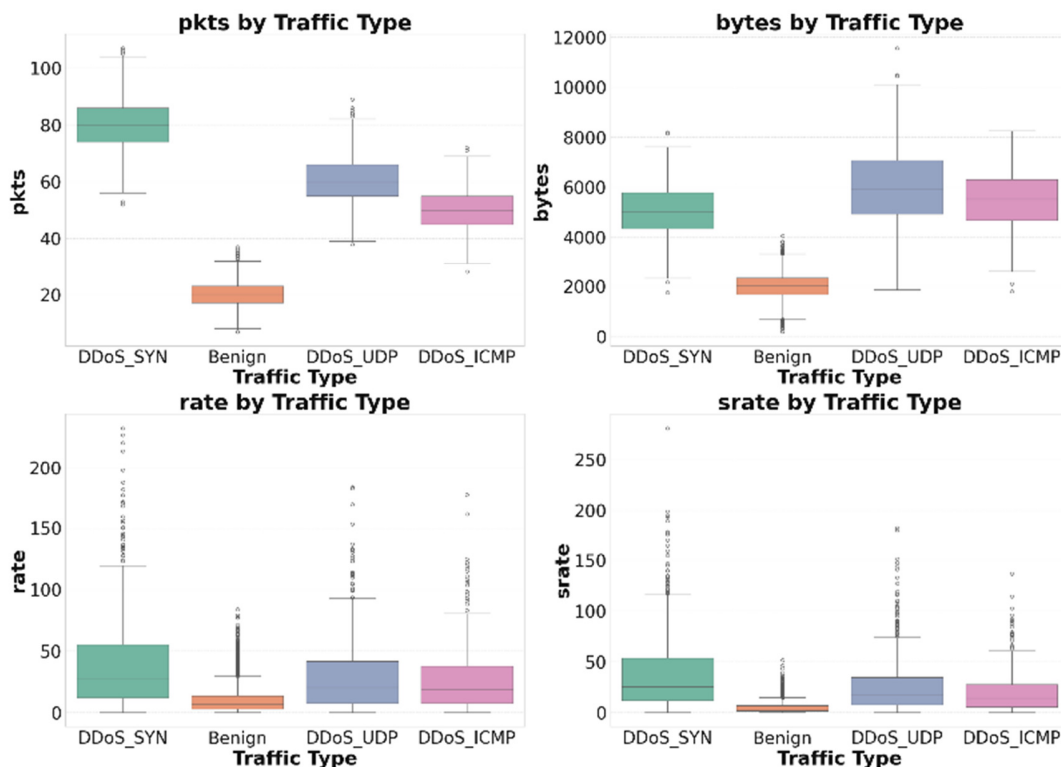 pkts by Traffic Type
pkts
100
80
60
40
20
DDoS_SYN Benign DDoS_UDP DDoS_ICMP
Traffic Type
bytes by Traffic Type
bytes
12000
10000
8000
6000
4000
2000
0
DDoS_SYN Benign DDoS_UDP DDoS_ICMP
Traffic Type
rate by Traffic Type
rate
200
150
100
50
0
DDoS_SYN Benign DDoS_UDP DDoS_ICMP
Traffic Type
srate by Traffic Type
srate
250
200
150
100
50
0
DDoS_SYN Benign DDoS_UDP DDoS_ICMP
Traffic Type